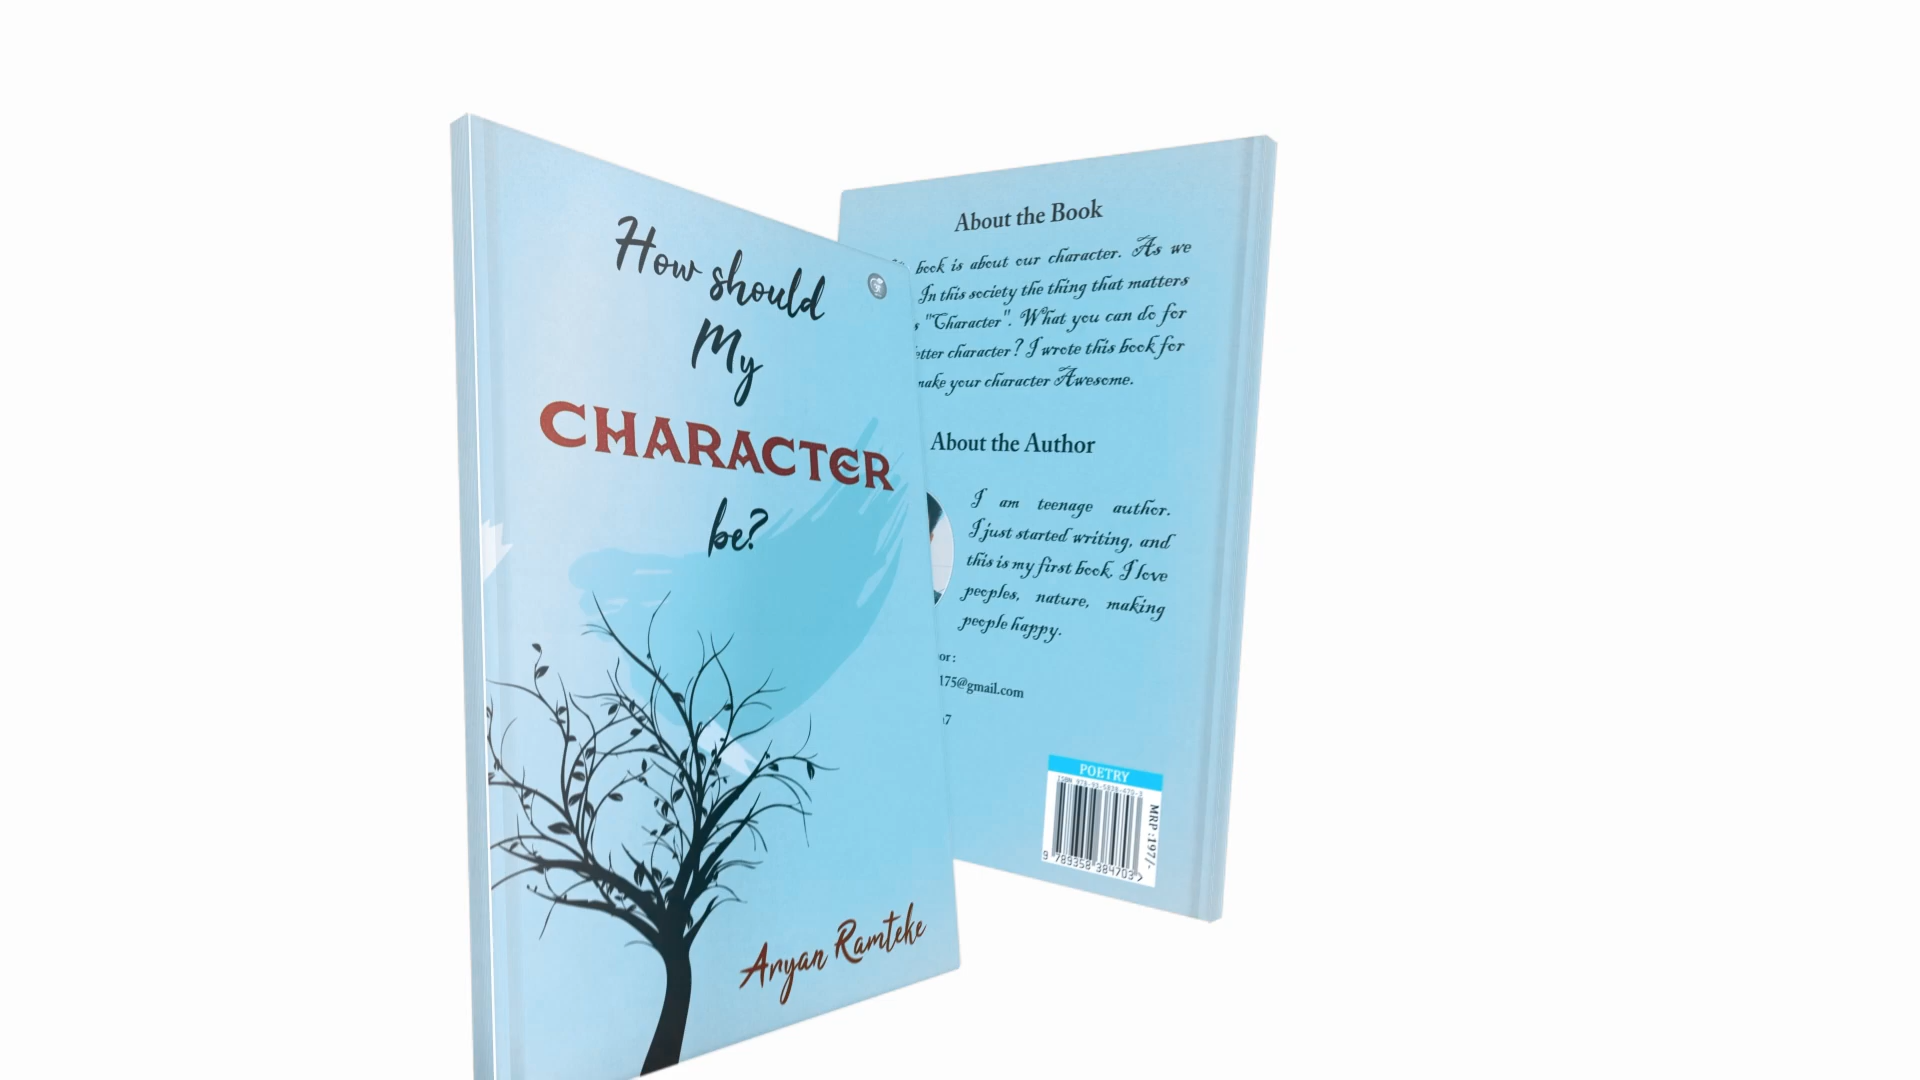 How should
My
CHARACTER
be?
Aryan Ramteke
About the Book
book is about our character. As we
In this society the thing that matters
"Character". What you can do for
character? I wrote this book for
your character Awesome.
About the Author
I am teenage author.
I just started writing, and
this is my first book. I love
peoples, nature, making
people happy.
175@gmail.com
POETRY
MRP :197/-
9 789358 384703 >